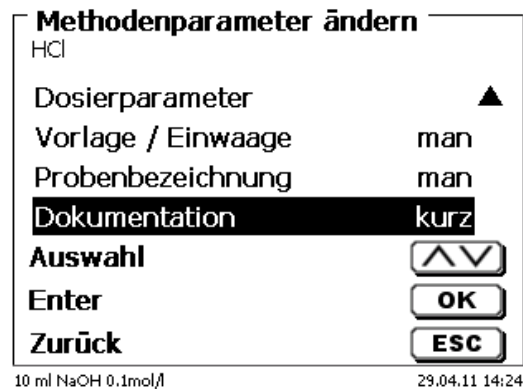 Methodenparameter ändern
HCl
Dosierparameter ▲
Vorlage / Einwaage man
Probenbezeichnung man
Dokumentation kurz
Auswahl
Enter OK
Zurück ESC
10 ml NaOH 0.1mol/l 29.04.11 14:24